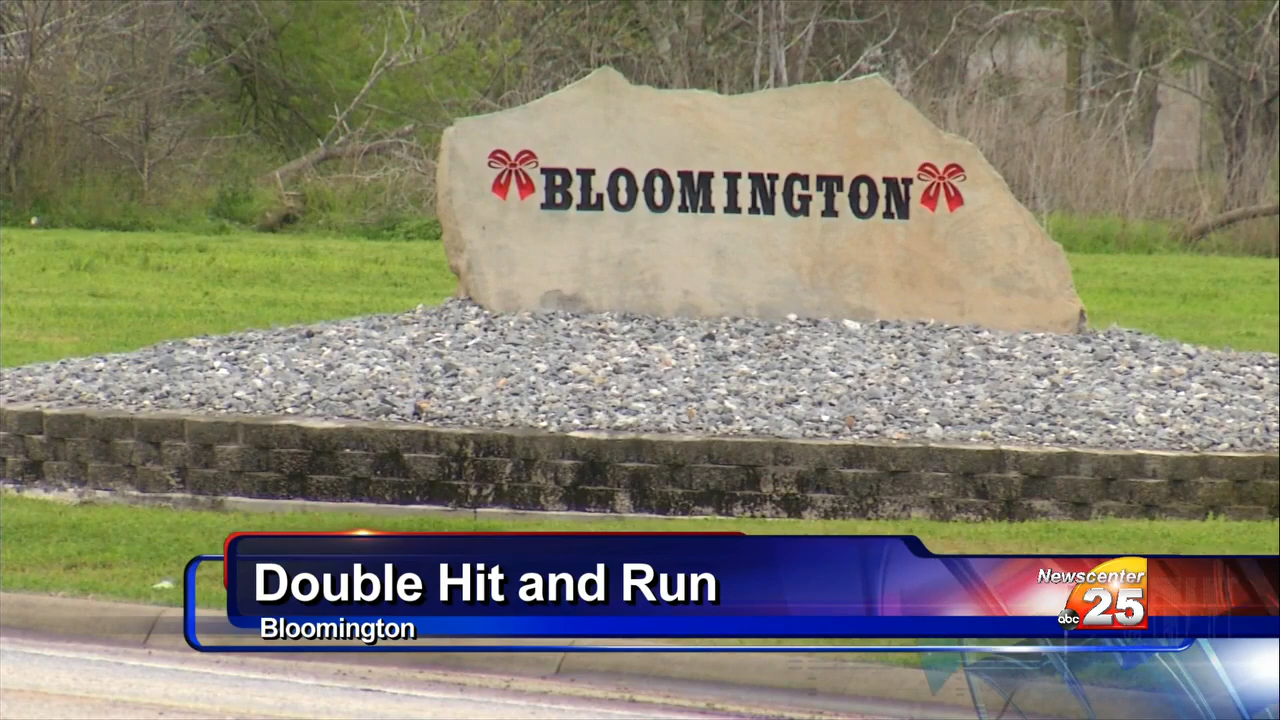 BLOOMINGTON
Double Hit and Run
Bloomington
Newscenter
abc 25